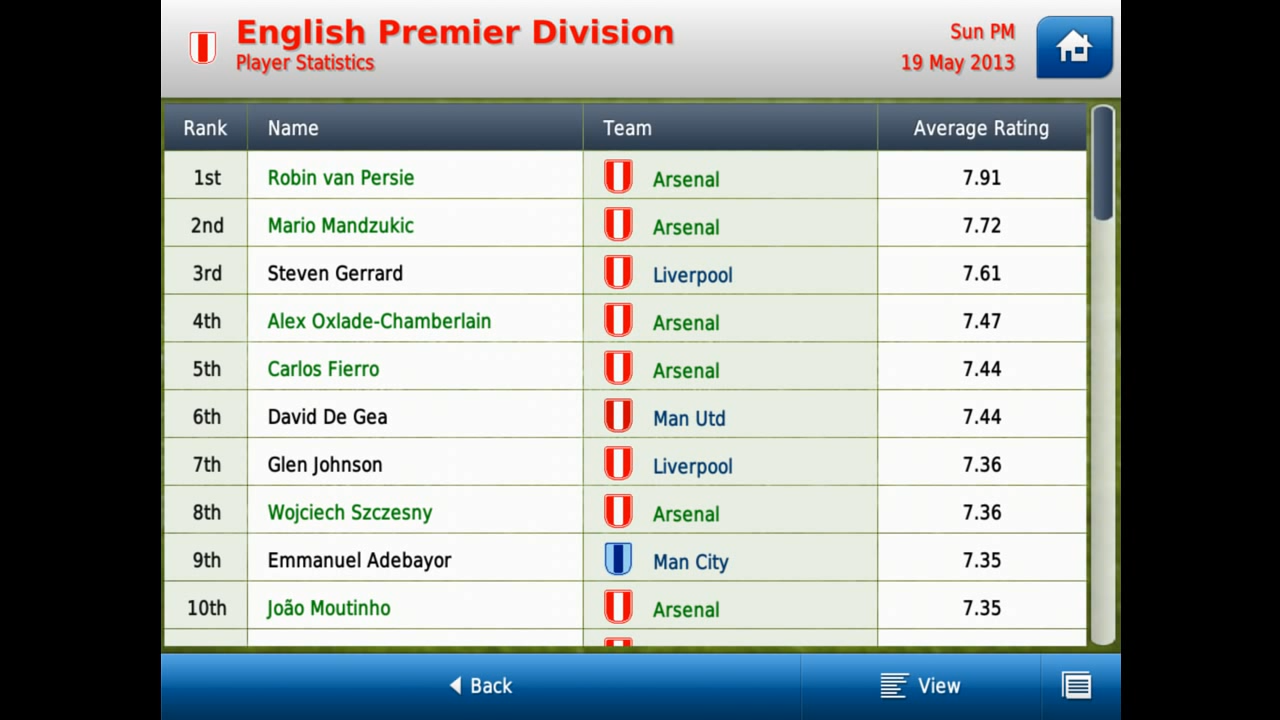 English Premier Division
Player Statistics
Sun PM
19 May 2013
Rank Name Team Average Rating
1st Robin van Persie Arsenal 7.91
2nd Mario Mandzukic Arsenal 7.72
3rd Steven Gerrard Liverpool 7.61
4th Alex Oxlade-Chamberlain Arsenal 7.47
5th Carlos Fierro Arsenal 7.44
6th David De Gea Man Utd 7.44
7th Glen Johnson Liverpool 7.36
8th Wojciech Szczesny Arsenal 7.36
9th Emmanuel Adebayor Man City 7.35
10th João Moutinho Arsenal 7.35
Back View